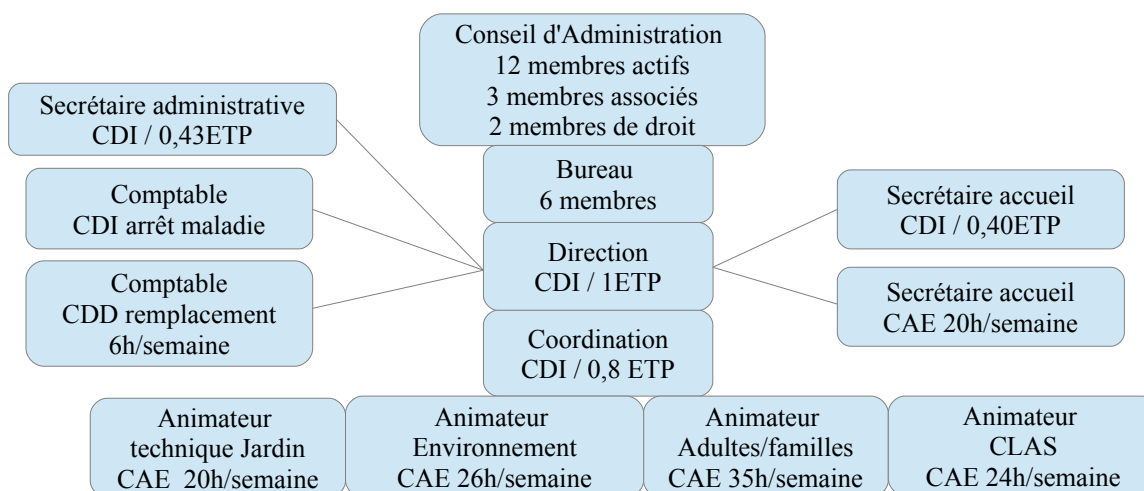 Conseil d'Administration
12 membres actifs
3 membres associés
2 membres de droit
Secrétaire administrative
CDI / 0,43ETP
Comptable
CDI arrêt maladie
Comptable
CDD remplacement
6h/semaine
Bureau
6 membres
Direction
CDI / 1ETP
Coordination
CDI / 0,8 ETP
Secrétaire accueil
CDI / 0,40ETP
Secrétaire accueil
CAE 20h/semaine
Animateur
technique Jardin
CAE 20h/semaine
Animateur
Environnement
CAE 26h/semaine
Animateur
Adultes/familles
CAE 35h/semaine
Animateur
CLAS
CAE 24h/semaine